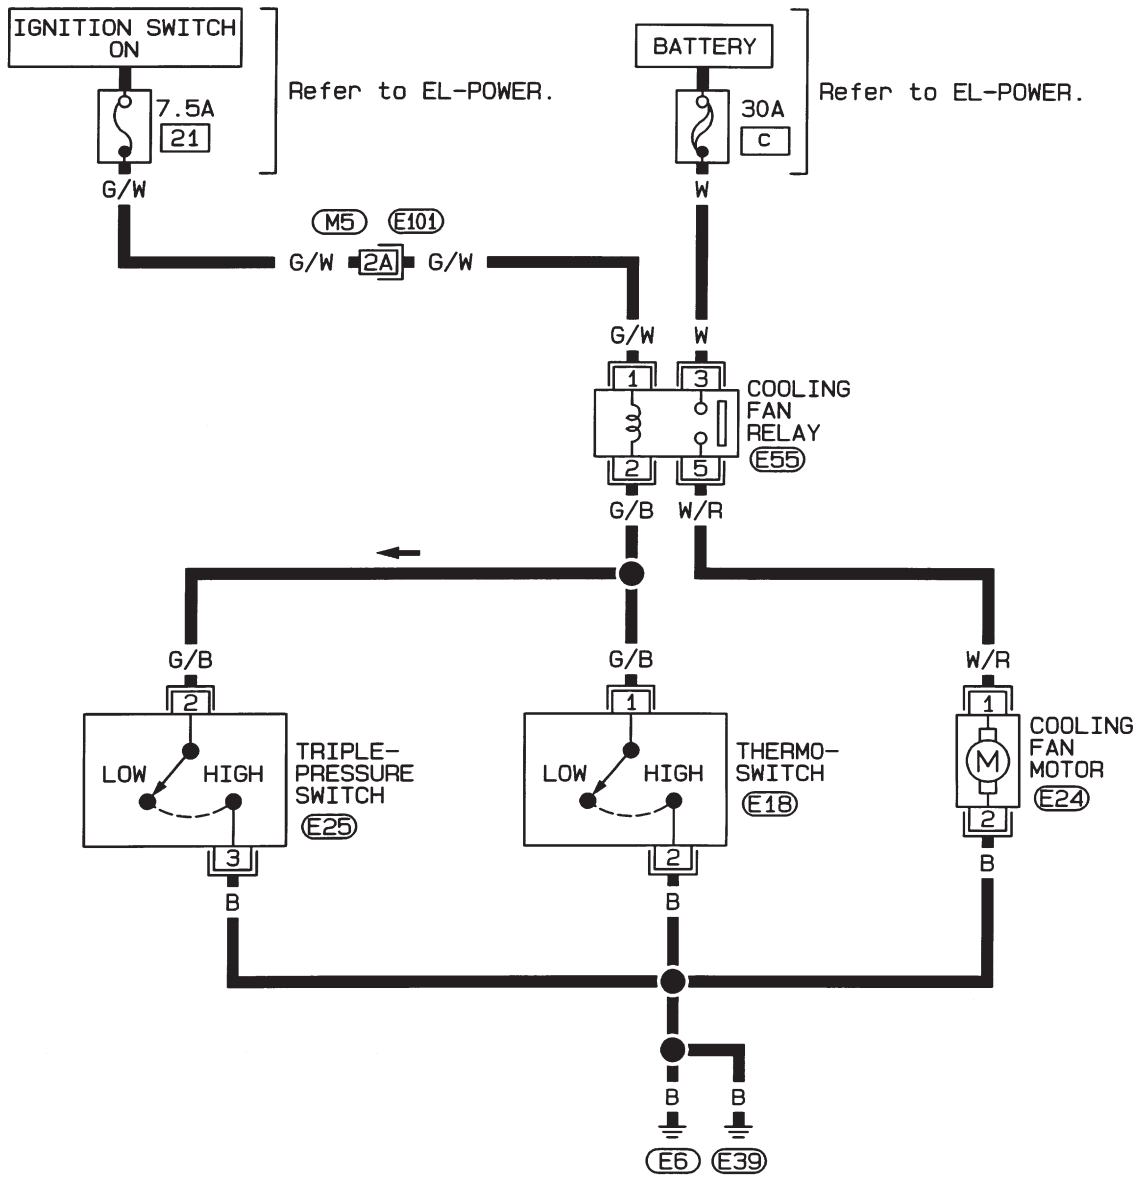 IGNITION SWITCH
ON
BATTERY
Refer to EL-POWER.
Refer to EL-POWER.
7.5A
21
30A
C
G/W
W
M5
E101
G/W
2A
G/W
G/W
W
1
3
COOLING
FAN
RELAY
E55
2
5
G/B
W/R
G/B
G/B
W/R
2
1
1
TRIPLE-
PRESSURE
SWITCH
E25
LOW
HIGH
THERMO-
SWITCH
E18
LOW
HIGH
COOLING
FAN
MOTOR
E24
M
3
2
2
B
B
B
B
B
E6
E39